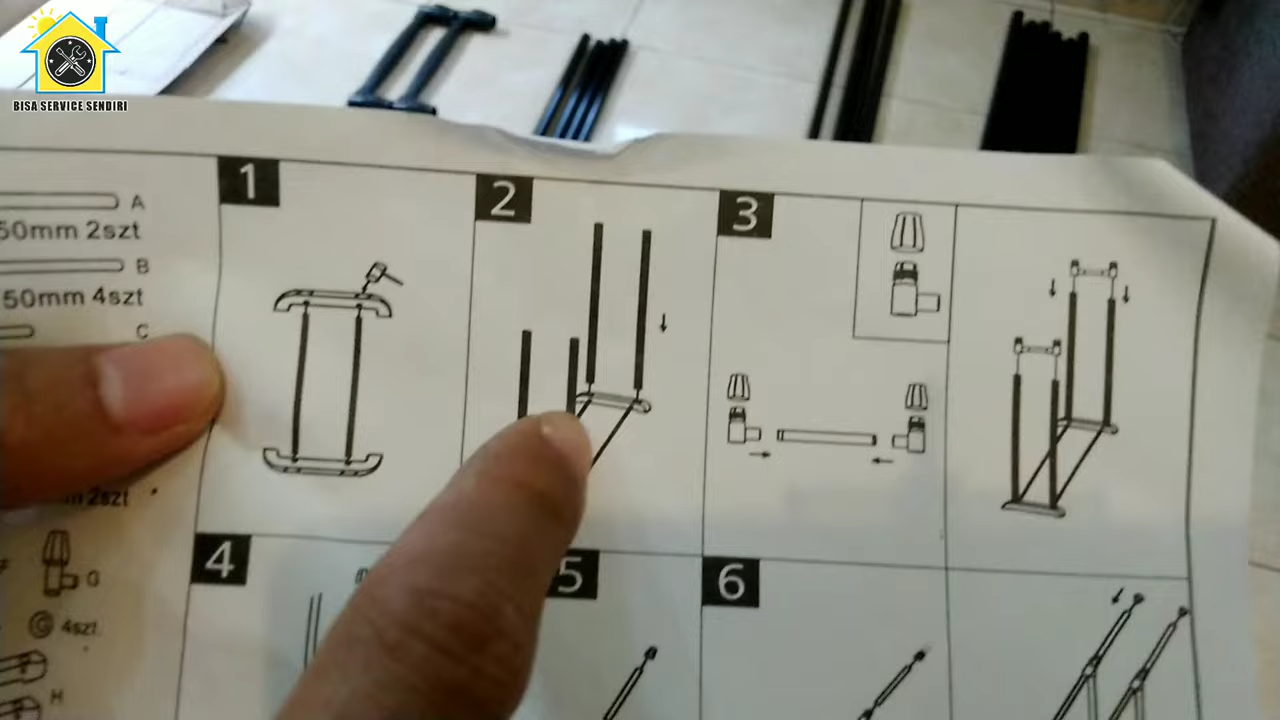 BISA SERVICE SENDIRI
1
2
3
A
50mm 2szt
B
50mm 4szt
C
2szt
G
4szt
H
4
5
6